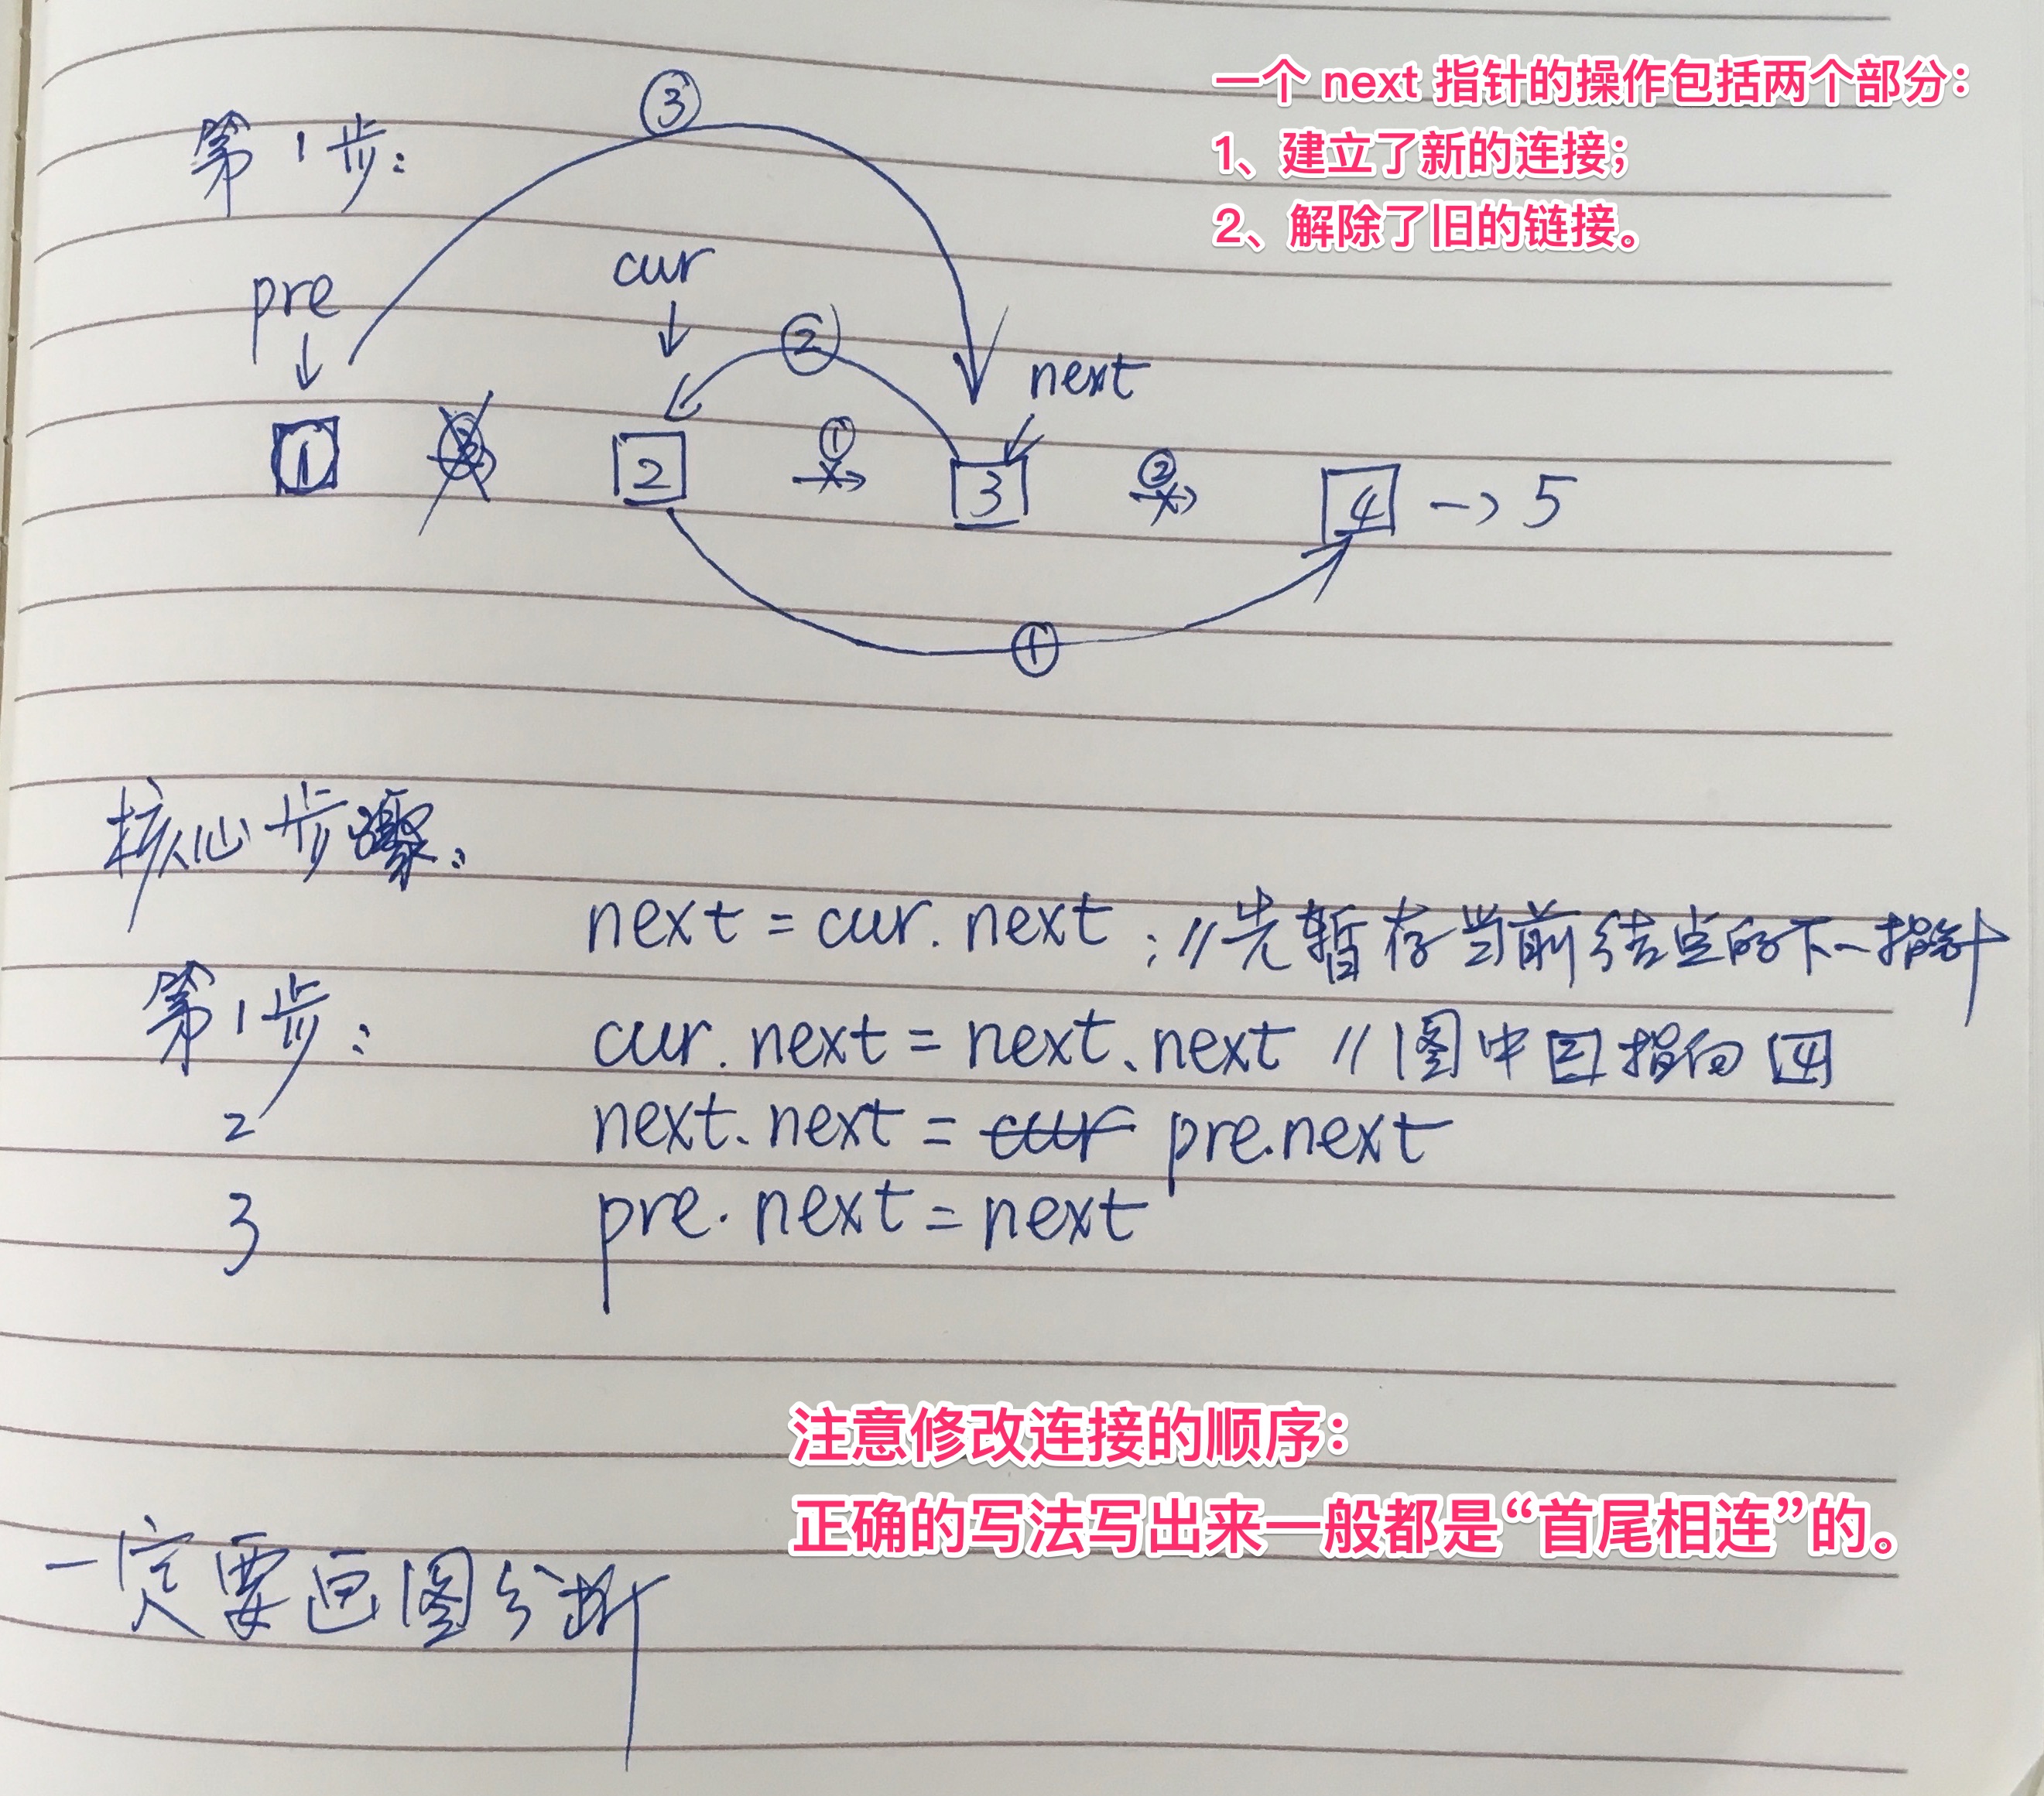 一个 next 指针的操作包括两个部分：
1、建立了新的连接；
2、解除了旧的链接。
第1步：
③
pre
cur
②
next
1
③
2
①
3
②
4 -> 5
①
核心步骤：
next = cur.next ; //先暂存当前结点的下一指针
第1步： cur.next = next.next //图中2指向4
2 next.next = cur pre.next
3 pre.next = next
注意修改连接的顺序：
正确的写法写出来一般都是“首尾相连”的。
一定要画图分析